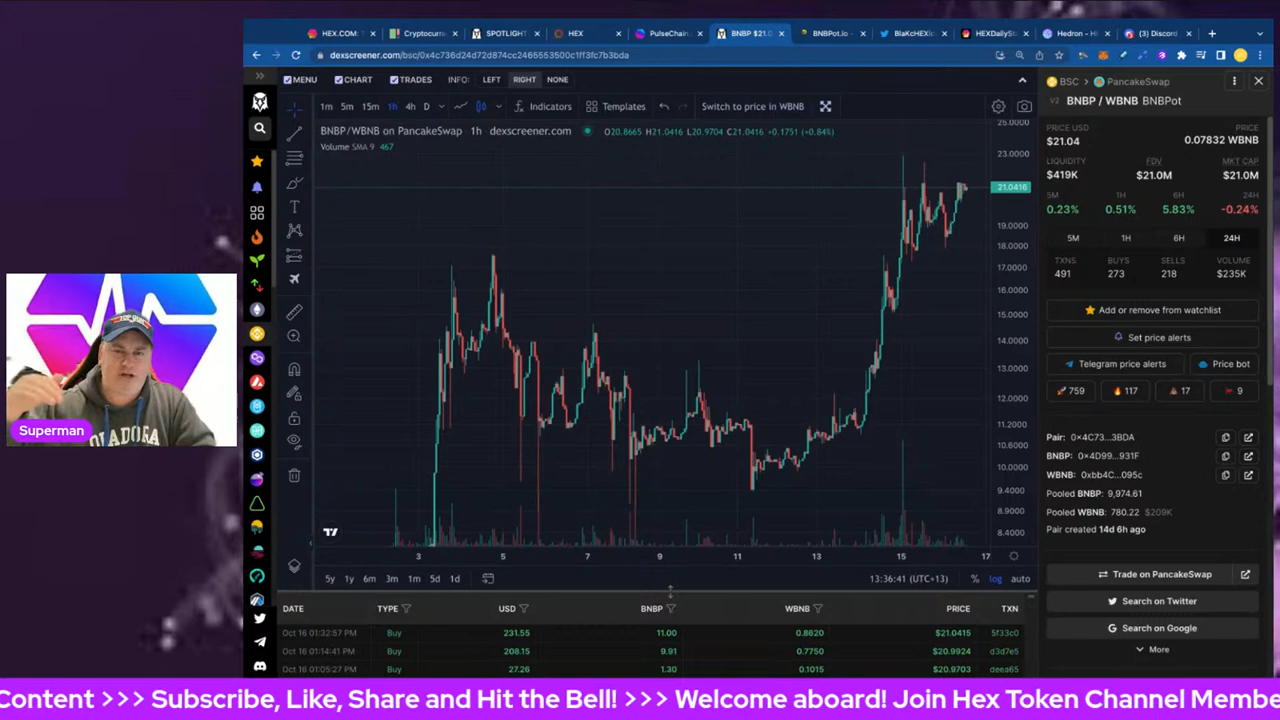 HEX.COM: T
Cryptocurre
SPOTLIGHT
HEX
PulseChain
BNBP $21.0
BNBPot.io -
BlaKcHEXic
HEXDailySt
Hedron - H
(3) Discord
dexscreener.com/bsc/0x4c736d24d72d874cc2465553500c1ff3fc7b3bda
MENU CHART TRADES INFO: LEFT RIGHT NONE
BSC > PancakeSwap
V2 BNBP / WBNB BNBPot
1m 5m 15m 1h 4h D Indicators Templates Switch to price in WBNB
BNBP/WBNB on PancakeSwap 1h dexscreener.com O20.8665 H21.0416 L20.9704 C21.0416 +0.1751 (+0.84%)
Volume SMA 9 467
25.0000
23.0000
21.0416
19.0000
18.0000
17.0000
16.0000
15.0000
14.0000
13.0000
12.0000
11.2000
10.6000
10.0000
9.4000
8.9000
8.4000
3 5 7 9 11 13 15 17
5y 1y 6m 3m 1m 5d 1d
13:36:41 (UTC+13) % log auto
PRICE USD PRICE
$21.04 0.07832 WBNB
LIQUIDITY FDV MKT CAP
$419K $21.0M $21.0M
5M 1H 6H 24H
0.23% 0.51% 5.83% -0.24%
5M 1H 6H 24H
TXNS BUYS SELLS VOLUME
491 273 218 $235K
Add or remove from watchlist
Set price alerts
Telegram price alerts Price bot
759 117 17 9
Pair: 0×4C73...3BDA
BNBP: 0×4D99...931F
WBNB: 0xbb4C...095c
Pooled BNBP: 9,974.61
Pooled WBNB: 780.22 $209K
Pair created 14d 6h ago
Trade on PancakeSwap
Search on Twitter
Search on Google
More
DATE TYPE USD BNBP WBNB PRICE TXN
Oct 16 01:32:57 PM Buy 231.55 11.00 0.8620 $21.0415 5f33c0
Oct 16 01:14:41 PM Buy 208.15 9.91 0.7750 $20.9924 d3d7e5
Oct 16 01:05:27 PM Buy 27.26 1.30 0.1015 $20.9703 deea65
Superman
Content >>> Subscribe, Like, Share and Hit the Bell! >>> Welcome aboard! Join Hex Token Channel Membe